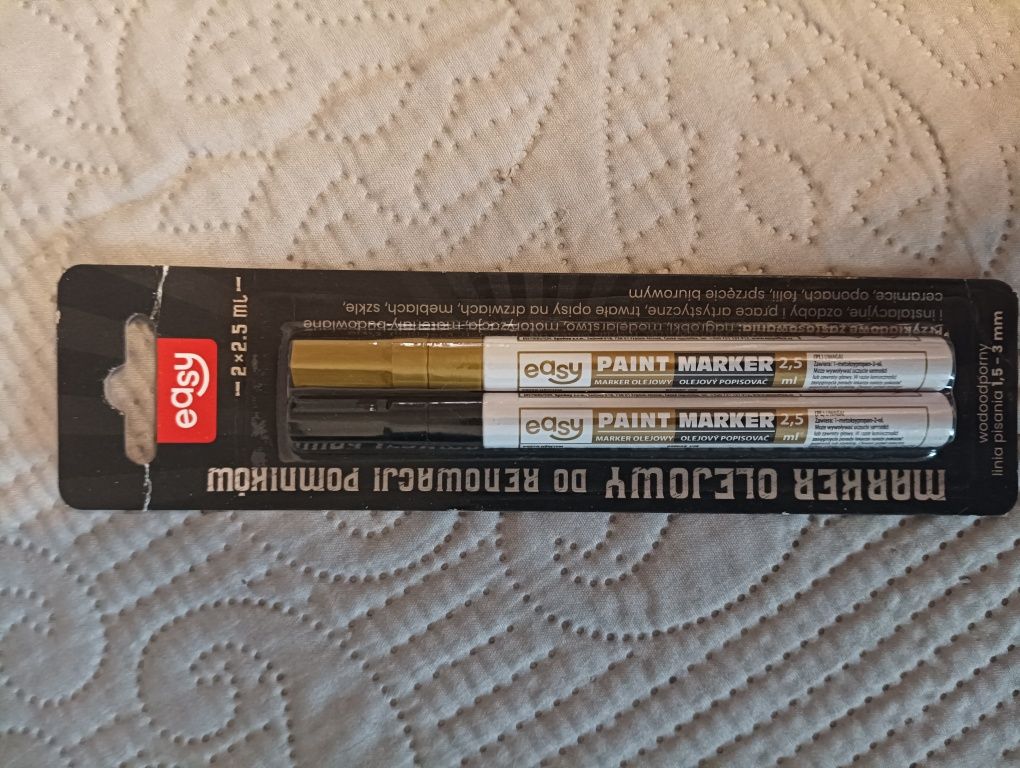 easy
2×2.5 ml
MARKER OLEJOWY DO RENOWACJI POMNIKÓW
Przykładowe zastosowania: nagrobki, modelarstwo, motoryzacja,
i instalacyjne, ozdoby i prace artystyczne, trwałe opisy na drzwiach, meblach, szkle,
ceramice, oponach, folii, sprzęcie biurowym
wodoodporny
linia pisania 1,5 - 3 mm
easy PAINT MARKER 2,5 ml
MARKER OLEJOWY OLEJOVÝ POPISOVAČ
easy PAINT MARKER 2,5 ml
MARKER OLEJOWY OLEJOVÝ POPISOVAČ